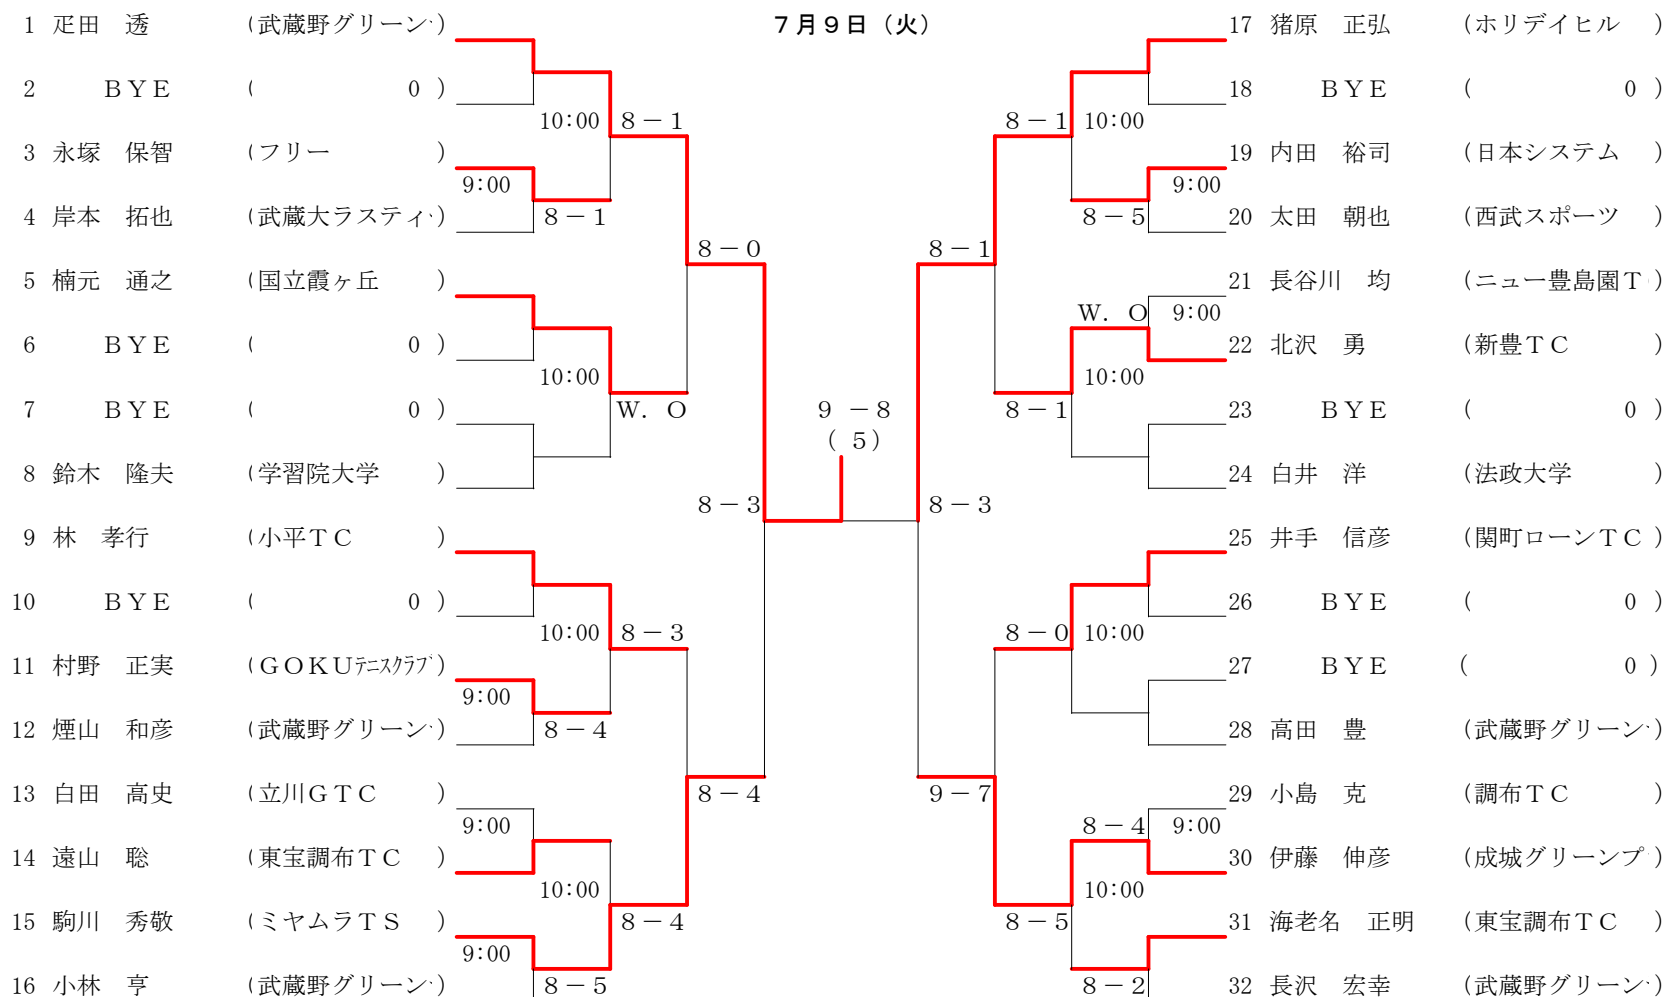 7月9日（火）
1 疋田 透 (武蔵野グリーン)
2 ＢＹＥ ( 0 )
10:00 ８－１
3 永塚 保智 (フリー )
9:00
4 岸本 拓也 (武蔵大ラスティ)
８－１
８－０
5 楠元 通之 (国立霞ヶ丘 )
6 ＢＹＥ ( 0 )
10:00
7 ＢＹＥ ( 0 )
Ｗ．Ｏ
8 鈴木 隆夫 (学習院大学 )
８－３
9 林 孝行 (小平ＴＣ )
10 ＢＹＥ ( 0 )
10:00 ８－３
11 村野 正実 (ＧＯＫＵﾃﾆｽｸﾗﾌﾞ)
9:00
12 煙山 和彦 (武蔵野グリーン)
８－４
13 白田 高史 (立川ＧＴＣ )
８－４
9:00
14 遠山 聡 (東宝調布ＴＣ )
10:00
15 駒川 秀敬 (ミヤムラＴＳ )
８－４
9:00
16 小林 亨 (武蔵野グリーン)
８－５
９－８
（５）
17 猪原 正弘 (ホリデイヒル )
18 ＢＹＥ ( 0 )
８－１ 10:00
19 内田 裕司 (日本システム )
9:00
20 太田 朝也 (西武スポーツ )
８－５
８－１
21 長谷川 均 (ニュー豊島園Ｔ)
Ｗ．Ｏ 9:00
22 北沢 勇 (新豊ＴＣ )
10:00
23 ＢＹＥ ( 0 )
８－１
24 白井 洋 (法政大学 )
８－３
25 井手 信彦 (関町ローンＴＣ)
26 ＢＹＥ ( 0 )
８－０ 10:00
27 ＢＹＥ ( 0 )
28 高田 豊 (武蔵野グリーン)
29 小島 克 (調布ＴＣ )
９－７
８－４ 9:00
30 伊藤 伸彦 (成城グリーンプ)
10:00
31 海老名 正明 (東宝調布ＴＣ )
８－５
32 長沢 宏幸 (武蔵野グリーン)
８－２